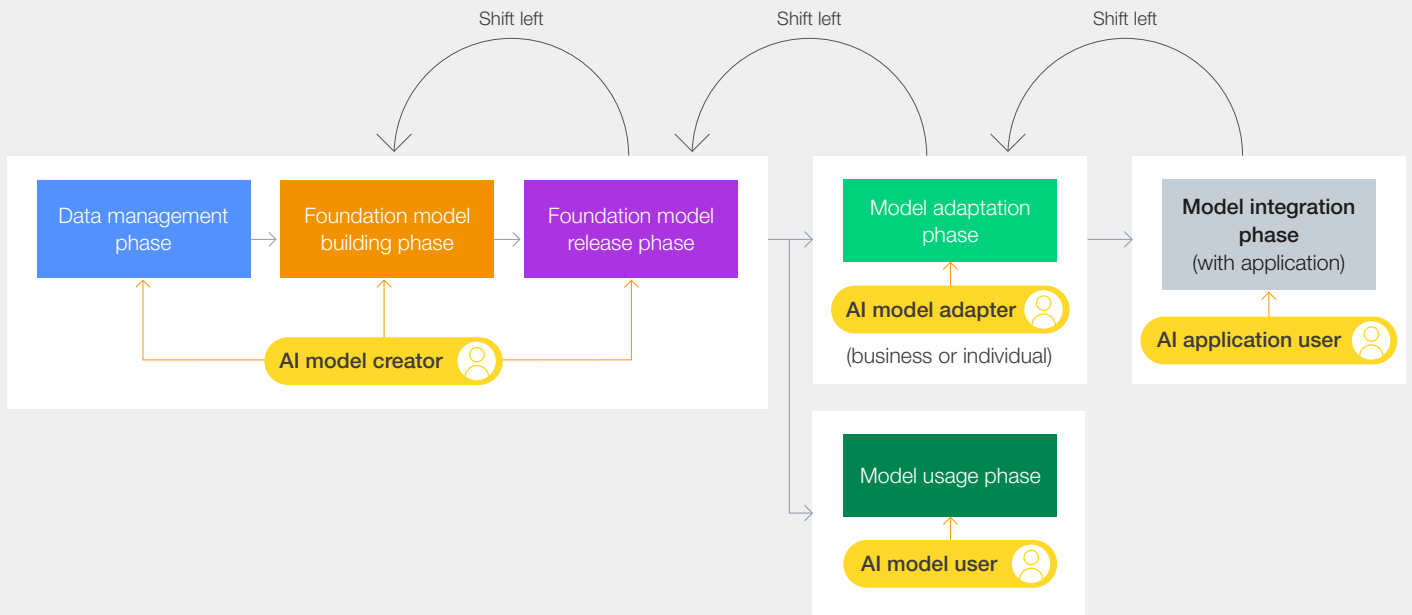 Shift left
Shift left
Shift left
Data management
phase
Foundation model
building phase
Foundation model
release phase
AI model creator
Model adaptation
phase
AI model adapter
(business or individual)
Model integration
phase
(with application)
AI application user
Model usage phase
AI model user